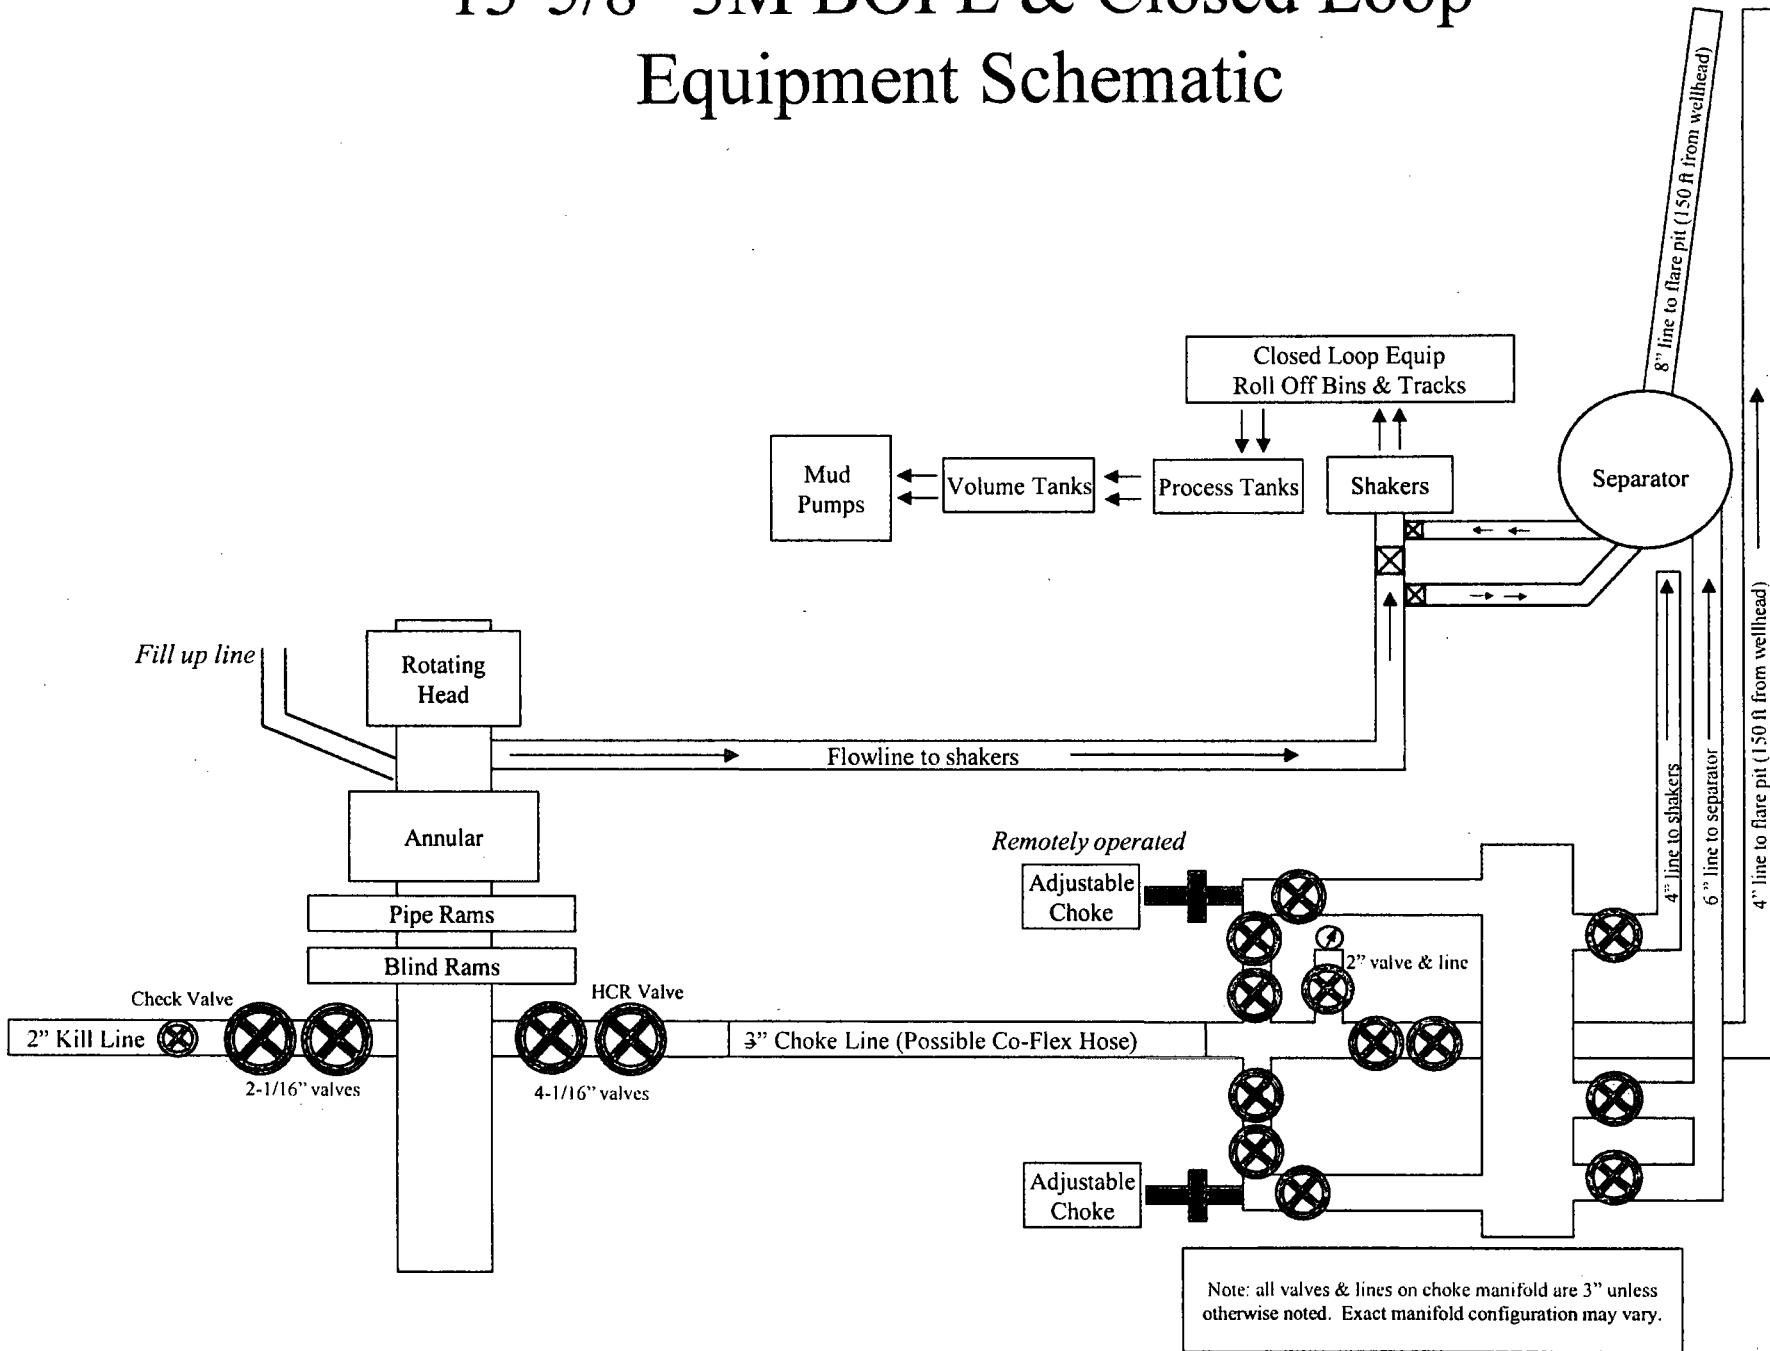 Equipment Schematic
8” line to flare pit (150 ft from wellhead)
Closed Loop Equip
Roll Off Bins & Tracks
Mud
Pumps
Volume Tanks
Process Tanks
Shakers
Separator
Fill up line
Rotating
Head
Flowline to shakers
4” line to shakers
6” line to separator
4” line to flare pit (150 ft from wellhead)
Annular
Remotely operated
Adjustable
Choke
Pipe Rams
Blind Rams
2” valve & line
Check Valve
HCR Valve
2” Kill Line
3” Choke Line (Possible Co-Flex Hose)
2-1/16” valves
4-1/16” valves
Adjustable
Choke
Note: all valves & lines on choke manifold are 3” unless
otherwise noted. Exact manifold configuration may vary.